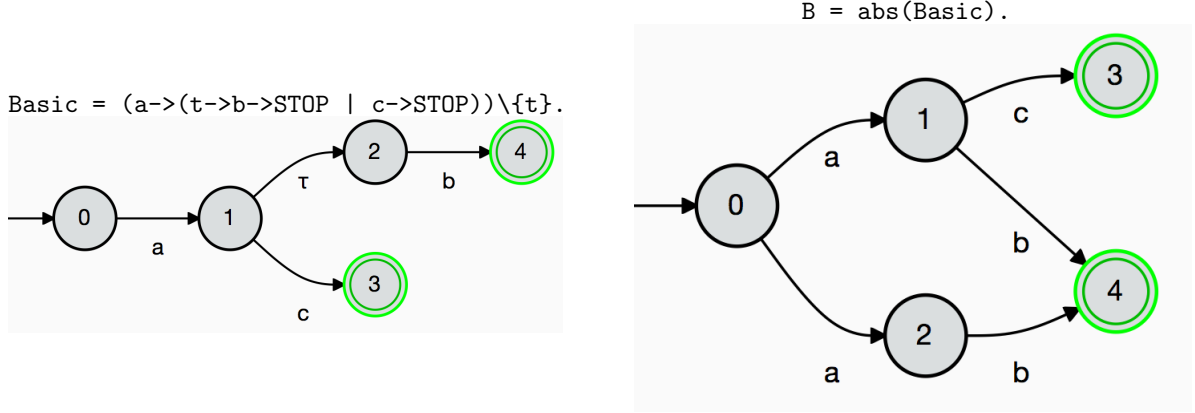 B = abs(Basic).
Basic = (a->(t->b->STOP | c->STOP))\{t}.
0
a
1
τ
2
b
4
c
3
0
a
1
c
3
b
4
a
2
b